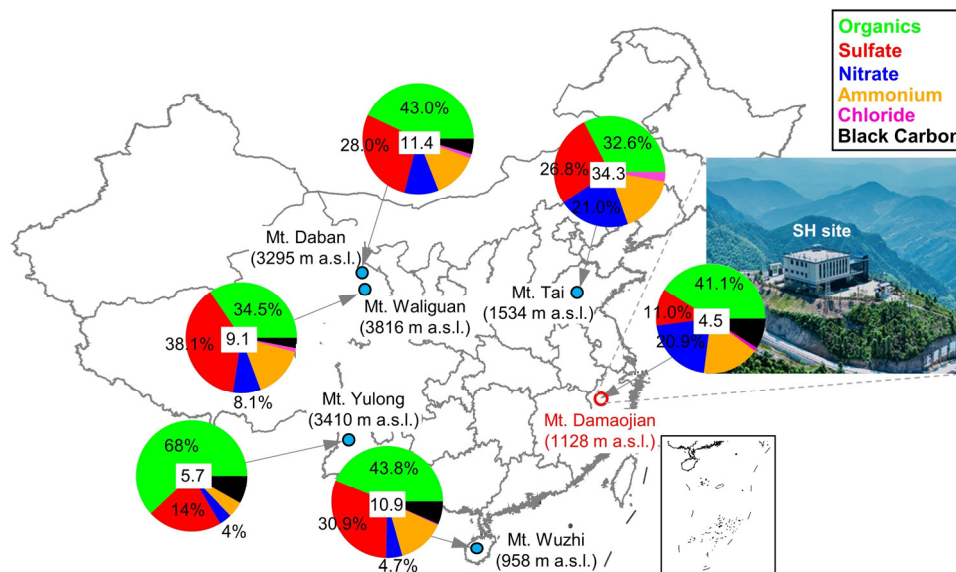 Organics
Sulfate
Nitrate
Ammonium
Chloride
Black Carbon
43.0%
28.0%
11.4
32.6%
26.8%
34.3
21.0%
SH site
Mt. Daban
(3295 m a.s.l.)
Mt. Waliguan
(3816 m a.s.l.)
Mt. Tai
(1534 m a.s.l.)
41.1%
11.0%
4.5
20.9%
34.5%
38.1%
9.1
8.1%
Mt. Yulong
(3410 m a.s.l.)
Mt. Damaojian
(1128 m a.s.l.)
68%
5.7
14%
4%
43.8%
10.9
30.9%
4.7%
Mt. Wuzhi
(958 m a.s.l.)